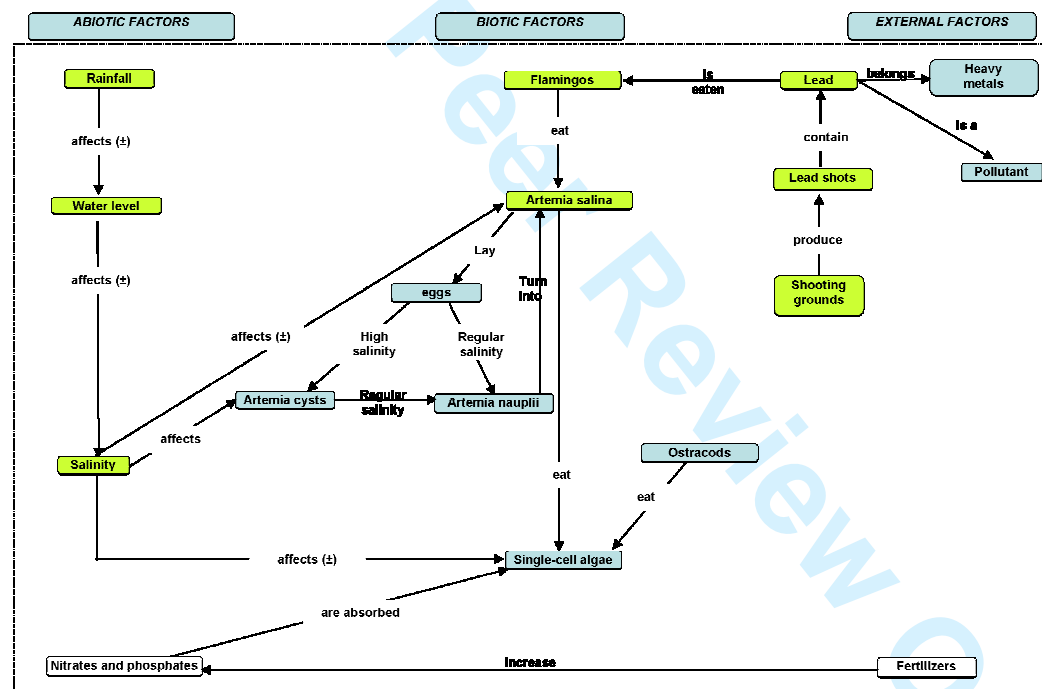 ABIOTIC FACTORS
BIOTIC FACTORS
EXTERNAL FACTORS
Rainfall
Flamingos
Is
eaten
Lead
belongs
Heavy
metals
affects (±)
eat
contain
Is a
Pollutant
Lead shots
Water level
Artemia salina
produce
Lay
affects (±)
Turn
into
Shooting
grounds
eggs
affects (±)
High
salinity
Regular
salinity
Artemia cysts
Regular
salinity
Artemia nauplii
affects
Salinity
Ostracods
eat
eat
affects (±)
Single-cell algae
are absorbed
Nitrates and phosphates
Increase
Fertilizers
Peer Review O